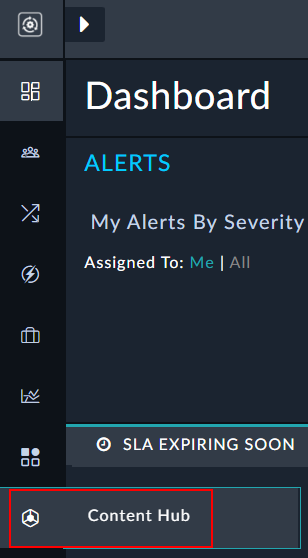 Dashboard
ALERTS
My Alerts By Severity
Assigned To: Me | All
SLA EXPIRING SOON
Content Hub